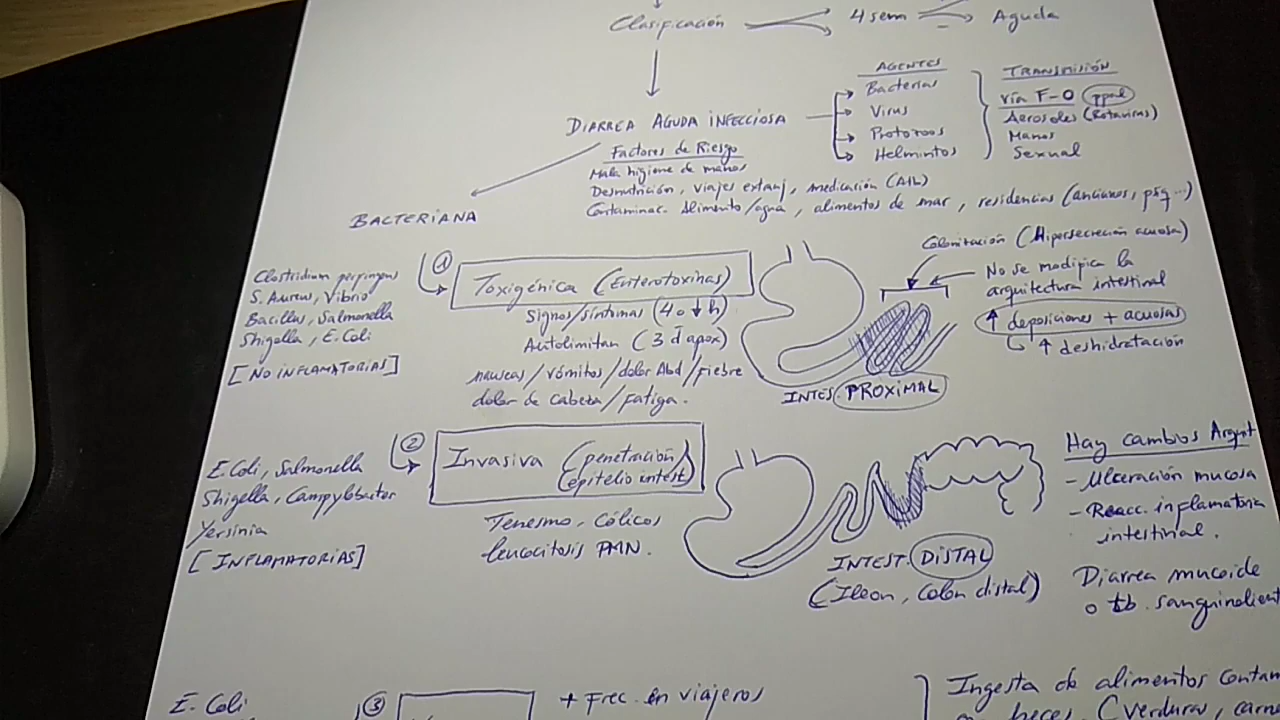 Clasificación
4 sem
Aguda
DIARREA AGUDA INFECCIOSA
AGENTES
Bacterias
Virus
Protozoos
Helmintos
TRANSMISIÓN
vía F-O ppal
Aerosoles (Rotavirus)
Manos
Sexual
Factores de Riesgo
Mala higiene de manos
Desnutrición, viajes extranj, medicación
Contaminac. Alimento/agua, alimentos de mar, residencias (ancianos, psq...)
BACTERIANA
Clostridium perfingens
S. Aureus, Vibrio
Bacillus, Salmonella
Shigella, E. Coli
[NO INFLAMATORIAS]
1
Toxigénica (Enterotoxinas)
Signos/síntomas (4 o ↓ h)
Autolimitan (3 d apox)
nauseas/vómitos/dolor Abd/fiebre
dolor de cabeza/fatiga.
Colonización (Hipersecreción acuosa)
No se modifica la
arquitectura intestinal
↑ deposiciones + acuosas
↑ deshidratación
INTES. PROXIMAL
E. Coli, Salmonella
Shigella, Campylobacter
Yersinia
[INFLAMATORIAS]
2
Invasiva (penetración
epitelio intest)
Tenesmo, Cólicos
leucocitosis PMN.
INTEST. DISTAL
(Ileon, Colon distal)
Hay cambios Arquit
- Ulceración mucosa
- Reacc. inflamatoria
intestinal.
Diarrea mucoide
o tb. sanguinolient
E. Coli
3
+ Frec. en viajeros
Ingesta de alimentos contam
heces. (verduras, carne